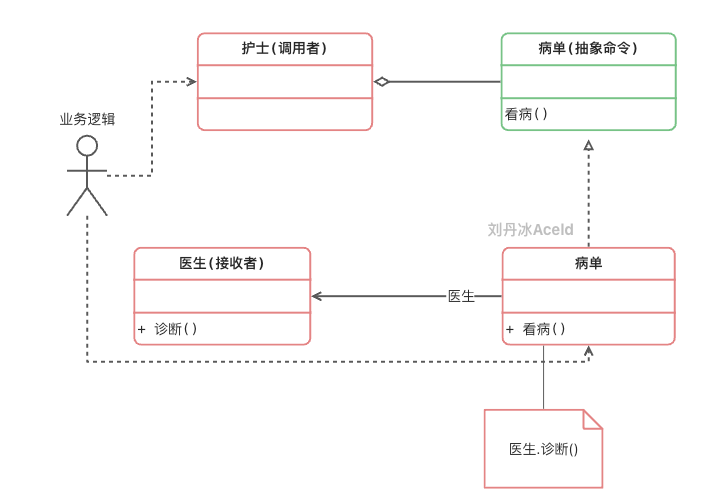 护士(调用者)
病单(抽象命令)
看病()
业务逻辑
刘丹冰Aceld
医生(接收者)
病单
医生
+ 诊断()
+ 看病()
医生.诊断()